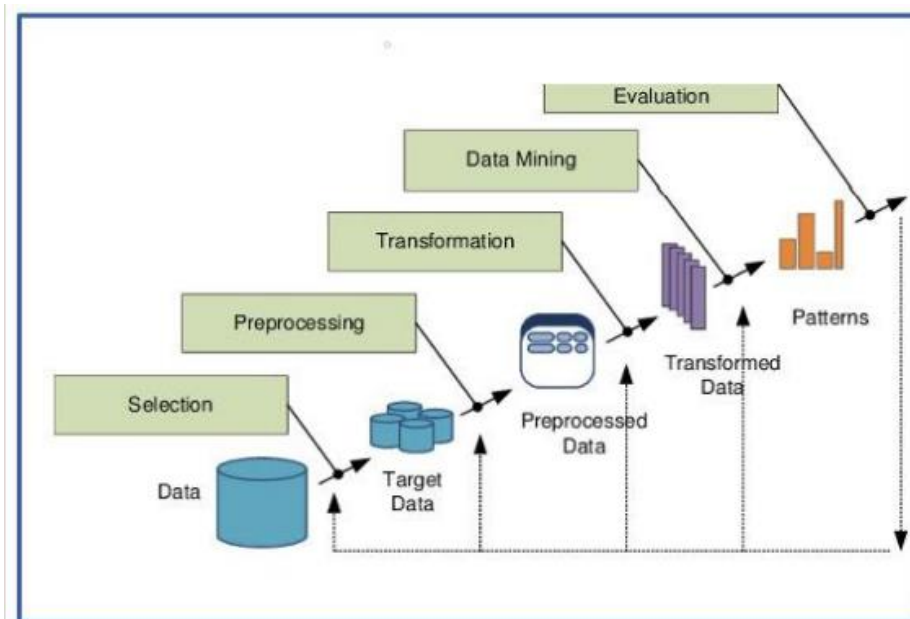 Evaluation
Data Mining
Transformation
Preprocessing
Selection
Patterns
Transformed
Data
Preprocessed
Data
Target
Data
Data